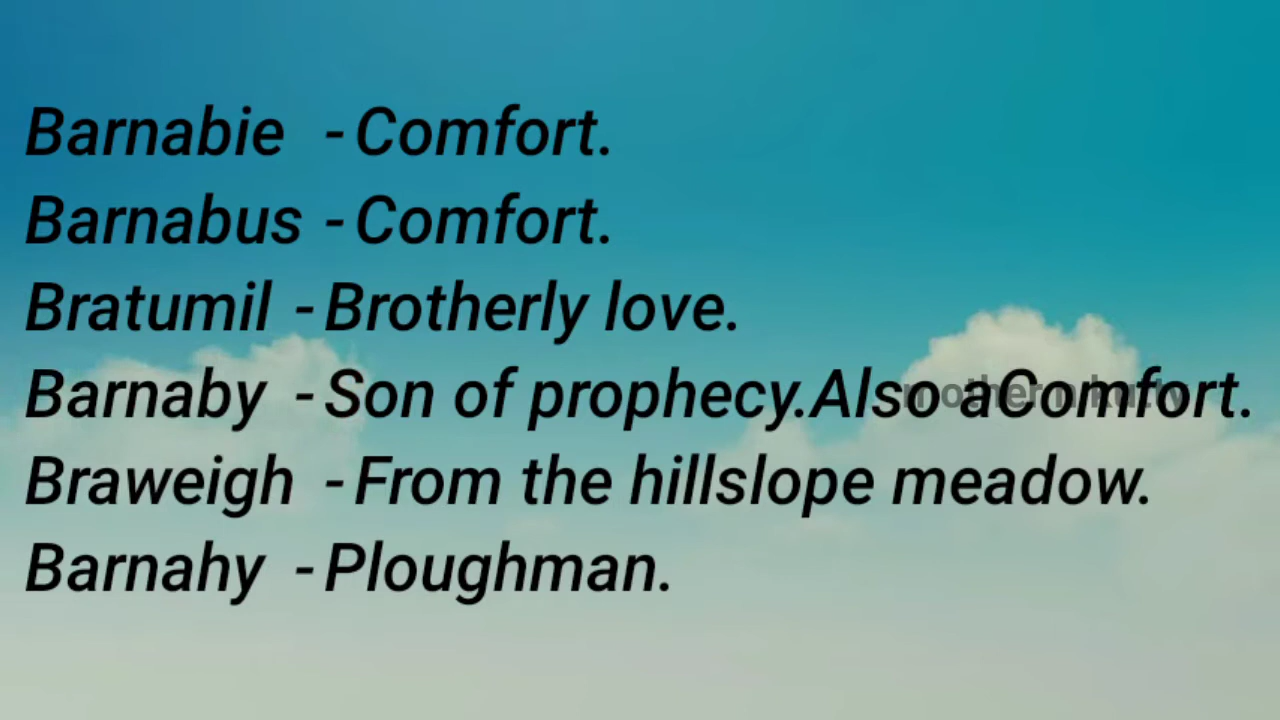 Barnabie - Comfort.
Barnabus - Comfort.
Bratumil - Brotherly love.
Barnaby - Son of prophecy.Also aComfort.
Braweigh - From the hillslope meadow.
Barnahy - Ploughman.